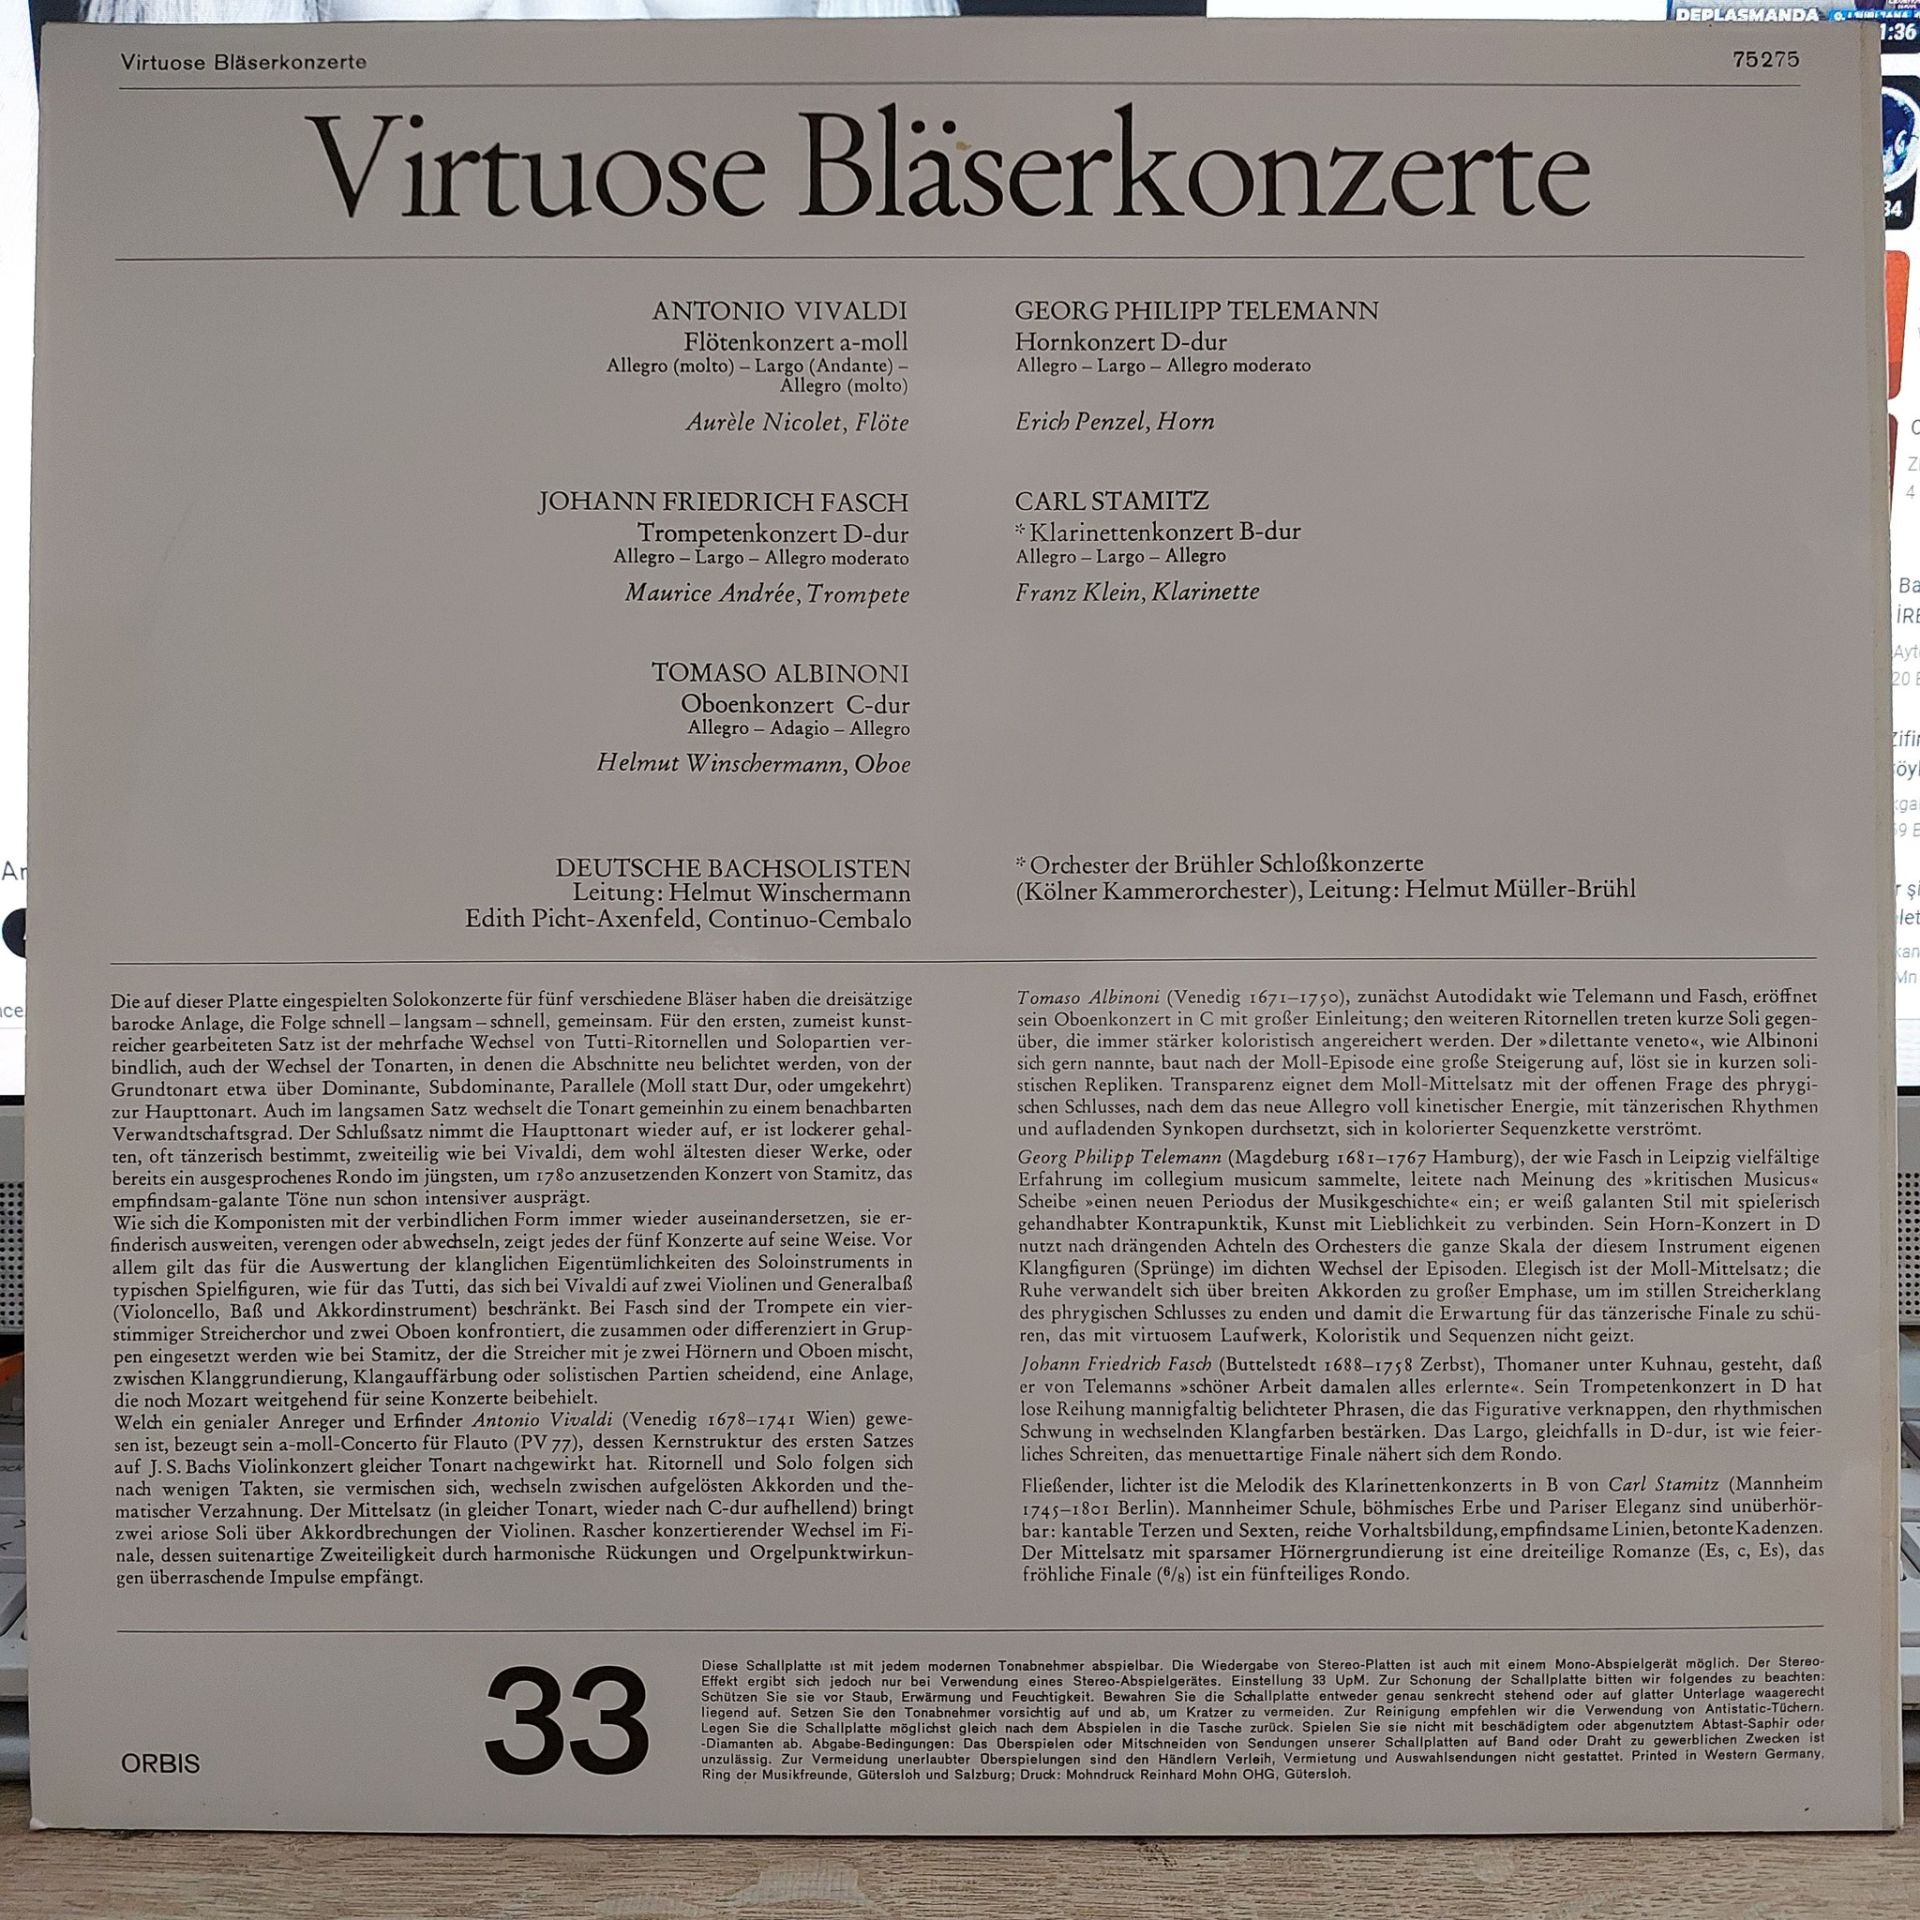 Virtuose Bläserkonzerte
75275
Virtuose Bläserkonzerte
ANTONIO VIVALDI
Flötenkonzert a-moll
Allegro (molto) – Largo (Andante) –
Allegro (molto)
Aurèle Nicolet, Flöte
JOHANN FRIEDRICH FASCH
Trompetenkonzert D-dur
Allegro – Largo – Allegro moderato
Maurice Andrée, Trompete
TOMASO ALBINONI
Oboenkonzert C-dur
Allegro – Adagio – Allegro
Helmut Winschermann, Oboe
DEUTSCHE BACHSOLISTEN
Leitung: Helmut Winschermann
Edith Picht-Axenfeld, Continuo-Cembalo
GEORG PHILIPP TELEMANN
Hornkonzert D-dur
Allegro – Largo – Allegro moderato
Erich Penzel, Horn
CARL STAMITZ
*Klarinettenkonzert B-dur
Allegro – Largo – Allegro
Franz Klein, Klarinette
*Orchester der Brühler Schloßkonzerte
(Kölner Kammerorchester), Leitung: Helmut Müller-Brühl
Die auf dieser Platte eingespielten Solokonzerte für fünf verschiedene Bläser haben die dreisätzige
barocke Anlage, die Folge schnell – langsam – schnell, gemeinsam. Für den ersten, zumeist kunst-
reicher gearbeiteten Satz ist der mehrfache Wechsel von Tutti-Ritornellen und Solopartien ver-
bindlich, auch der Wechsel der Tonarten, in denen die Abschnitte neu belichtet werden, von der
Grundtonart etwa über Dominante, Subdominante, Parallele (Moll statt Dur, oder umgekehrt)
zur Haupttonart. Auch im langsamen Satz wechselt die Tonart gemeinhin zu einem benachbarten
Verwandtschaftsgrad. Der Schlußsatz nimmt die Haupttonart wieder auf, er ist lockerer gehal-
ten, oft tänzerisch bestimmt, zweiteilig wie bei Vivaldi, dem wohl ältesten dieser Werke, oder
bereits ein ausgesprochenes Rondo im jüngsten, um 1780 anzusetzenden Konzert von Stamitz, das
empfindsam-galante Töne nun schon intensiver ausprägt.
Wie sich die Komponisten mit der verbindlichen Form immer wieder auseinandersetzen, sie er-
finderisch ausweiten, verengen oder abwechseln, zeigt jedes der fünf Konzerte auf seine Weise. Vor
allem gilt das für die Auswertung der klanglichen Eigentümlichkeiten des Soloinstruments in
typischen Spielfiguren, wie für das Tutti, das sich bei Vivaldi auf zwei Violinen und Generalbaß
(Violoncello, Baß und Akkordinstrument) beschränkt. Bei Fasch sind der Trompete ein vier-
stimmiger Streicherchor und zwei Oboen konfrontiert, die zusammen oder differenziert in Grup-
pen eingesetzt werden wie bei Stamitz, der die Streicher mit je zwei Hörnern und Oboen mischt,
zwischen Klanggrundierung, Klangauffärbung oder solistischen Partien scheidend, eine Anlage,
die noch Mozart weitgehend für seine Konzerte beibehielt.
Welch ein genialer Anreger und Erfinder Antonio Vivaldi (Venedig 1678–1741 Wien) gewe-
sen ist, bezeugt sein a-moll-Concerto für Flauto (PV 77), dessen Kernstruktur des ersten Satzes
auf J. S. Bachs Violinkonzert gleicher Tonart nachgewirkt hat. Ritornell und Solo folgen sich
nach wenigen Takten, sie vermischen sich, wechseln zwischen aufgelösten Akkorden und the-
matischer Verzahnung. Der Mittelsatz (in gleicher Tonart, wieder nach C-dur aufhellend) bringt
zwei ariose Soli über Akkordbrechungen der Violinen. Rascher konzertierender Wechsel im Fi-
nale, dessen suitenartige Zweiteiligkeit durch harmonische Rückungen und Orgelpunktwirkun-
gen überraschende Impulse empfängt.
Tomaso Albinoni (Venedig 1671–1750), zunächst Autodidakt wie Telemann und Fasch, eröffnet
sein Oboenkonzert in C mit großer Einleitung; den weiteren Ritornellen treten kurze Soli gegen-
über, die immer stärker koloristisch angereichert werden. Der »dilettante veneto«, wie Albinoni
sich gern nannte, baut nach der Moll-Episode eine große Steigerung auf, löst sie in kurzen soli-
stischen Repliken. Transparenz eignet dem Moll-Mittelsatz mit der offenen Frage des phrygi-
schen Schlusses, nach dem das neue Allegro voll kinetischer Energie, mit tänzerischen Rhythmen
und aufladenden Synkopen durchsetzt, sich in kolorierter Sequenzkette verströmt.
Georg Philipp Telemann (Magdeburg 1681–1767 Hamburg), der wie Fasch in Leipzig vielfältige
Erfahrung im collegium musicum sammelte, leitete nach Meinung des »kritischen Musicus«
Scheibe »einen neuen Periodus der Musikgeschichte« ein; er weiß galanten Stil mit spielerisch
gehandhabter Kontrapunktik, Kunst mit Lieblichkeit zu verbinden. Sein Horn-Konzert in D
nutzt nach drängenden Achteln des Orchesters die ganze Skala der diesem Instrument eigenen
Klangfiguren (Sprünge) im dichten Wechsel der Episoden. Elegisch ist der Moll-Mittelsatz; die
Ruhe verwandelt sich über breiten Akkorden zu großer Emphase, um im stillen Streicherklang
des phrygischen Schlusses zu enden und damit die Erwartung für das tänzerische Finale zu schü-
ren, das mit virtuosem Laufwerk, Koloristik und Sequenzen nicht geizt.
Johann Friedrich Fasch (Buttelstedt 1688–1758 Zerbst), Thomaner unter Kuhnau, gesteht, daß
er von Telemanns »schöner Arbeit damalen alles erlernte«. Sein Trompetenkonzert in D hat
lose Reihung mannigfaltig belichteter Phrasen, die das Figurative verknappen, den rhythmischen
Schwung in wechselnden Klangfarben bestärken. Das Largo, gleichfalls in D-dur, ist wie feier-
liches Schreiten, das menuettartige Finale nähert sich dem Rondo.
Fließender, lichter ist die Melodik des Klarinettenkonzerts in B von Carl Stamitz (Mannheim
1745–1801 Berlin). Mannheimer Schule, böhmisches Erbe und Pariser Eleganz sind unüberhör-
bar: kantable Terzen und Sexten, reiche Vorhaltsbildung, empfindsame Linien, betonte Kadenzen.
Der Mittelsatz mit sparsamer Hörnergrundierung ist eine dreiteilige Romanze (Es, c, Es), das
fröhliche Finale (6/8) ist ein fünfteiliges Rondo.
ORBIS
33
Diese Schallplatte ist mit jedem modernen Tonabnehmer abspielbar. Die Wiedergabe von Stereo-Platten ist auch mit einem Mono-Abspielgerät möglich. Der Stereo-
Effekt ergibt sich jedoch nur bei Verwendung eines Stereo-Abspielgerätes. Einstellung 33 UpM. Zur Schonung der Schallplatte bitten wir folgendes zu beachten:
Schützen Sie sie vor Staub, Erwärmung und Feuchtigkeit. Bewahren Sie die Schallplatte entweder genau senkrecht stehend oder auf glatter Unterlage waagerecht
liegend auf. Setzen Sie den Tonabnehmer vorsichtig auf und ab, um Kratzer zu vermeiden. Zur Reinigung empfehlen wir die Verwendung von Antistatic-Tüchern.
Legen Sie die Schallplatte möglichst gleich nach dem Abspielen in die Tasche zurück. Spielen Sie sie nicht mit beschädigtem oder abgenutztem Abtast-Saphir oder
-Diamanten ab. Abgabe-Bedingungen: Das Überspielen oder Mitschneiden von Sendungen unserer Schallplatten auf Band oder Draht zu gewerblichen Zwecken ist
unzulässig. Zur Vermeidung unerlaubter Überspielungen sind den Händlern Verleih, Vermietung und Auswahlsendungen nicht gestattet. Printed in Western Germany.
Ring der Musikfreunde, Gütersloh und Salzburg; Druck: Mohndruck Reinhard Mohn OHG, Gütersloh.
DEPLASMANDA
1:36